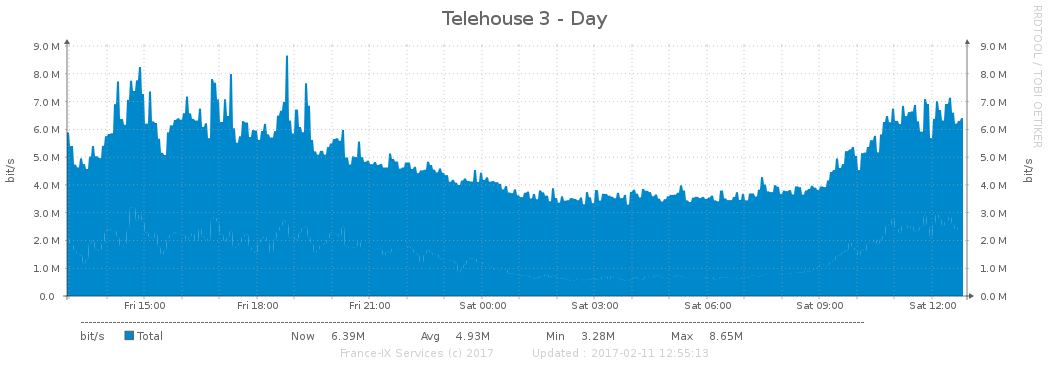 Telehouse 3 - Day
RRDTOOL / TOBI OETIKER
bit/s
9.0 M
8.0 M
7.0 M
6.0 M
5.0 M
4.0 M
3.0 M
2.0 M
1.0 M
0.0
9.0 M
8.0 M
7.0 M
6.0 M
5.0 M
4.0 M
3.0 M
2.0 M
1.0 M
0.0 M
bit/s
Fri 15:00 Fri 18:00 Fri 21:00 Sat 00:00 Sat 03:00 Sat 06:00 Sat 09:00 Sat 12:00
bit/s Total Now 6.39M Avg 4.93M Min 3.28M Max 8.65M
France-IX Services (c) 2017 Updated : 2017-02-11 12:55:13